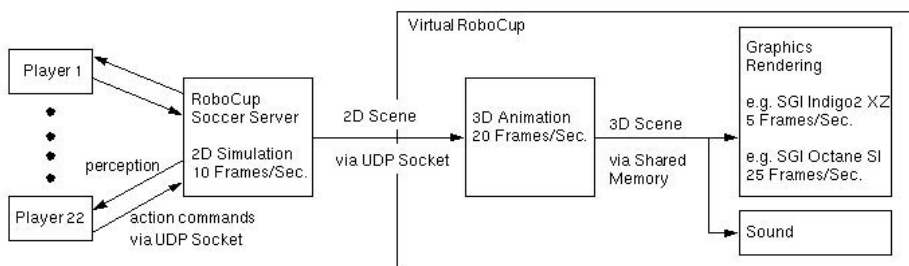 Virtual RoboCup
Player 1
perception
Player 22
action commands
via UDP Socket
RoboCup
Soccer Server
2D Simulation
10 Frames/Sec.
2D Scene
via UDP Socket
3D Animation
20 Frames/Sec.
3D Scene
via Shared
Memory
Graphics
Rendering
e.g. SGI Indigo2 XZ
5 Frames/Sec.
e.g. SGI Octane SI
25 Frames/Sec.
Sound